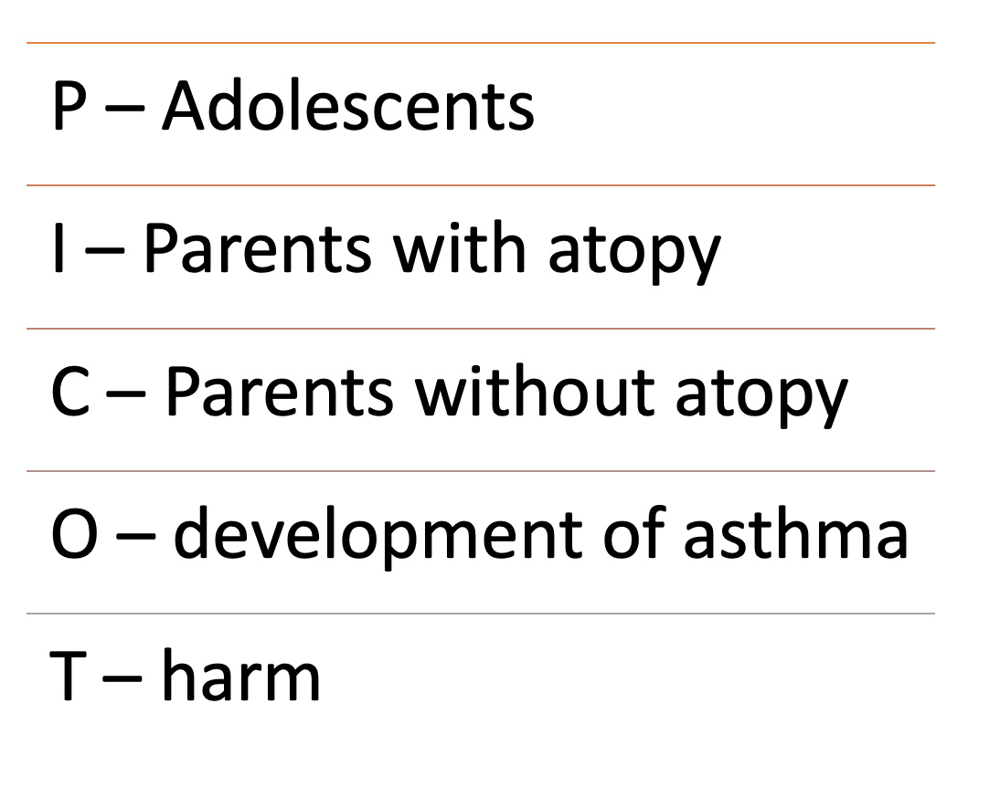 P – Adolescents
I – Parents with atopy
C – Parents without atopy
O – development of asthma
T – harm